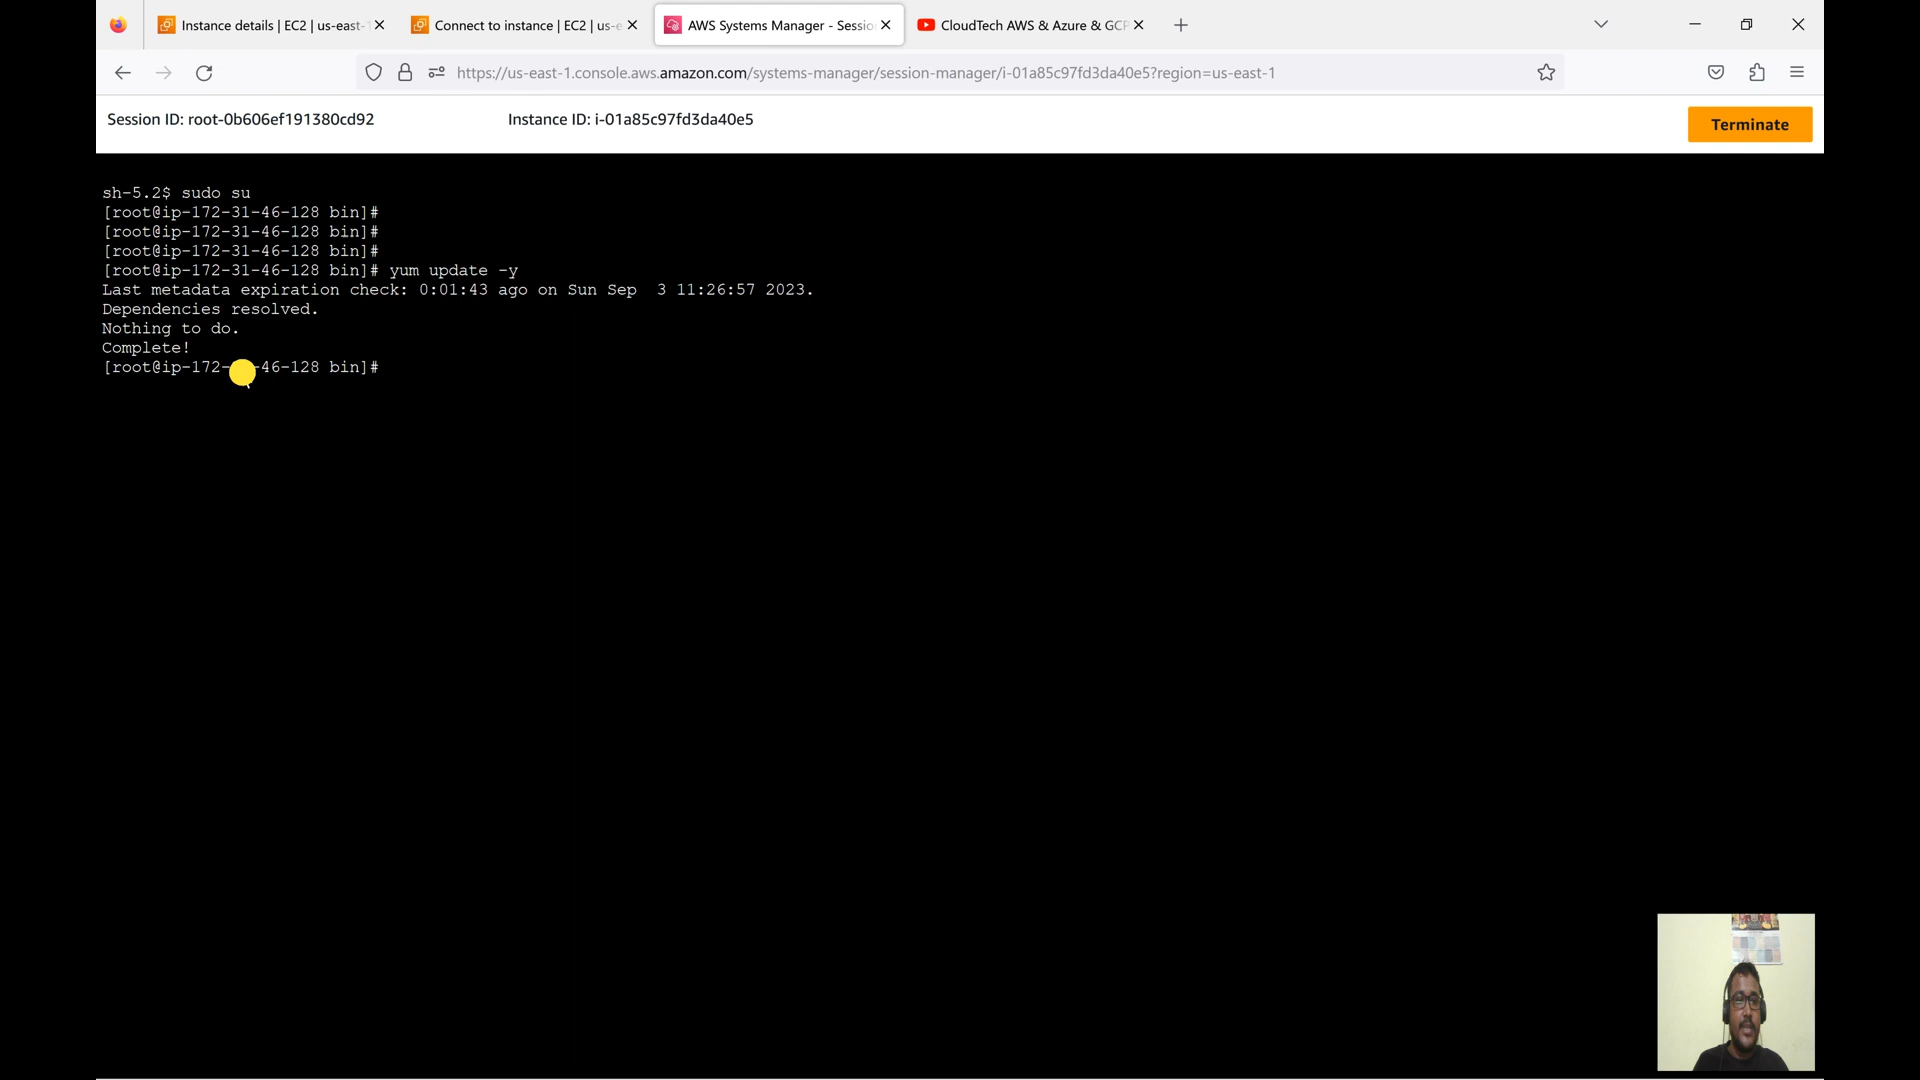 Instance details | EC2 | us-east-
Connect to instance | EC2 | us-e
AWS Systems Manager - Sessio
CloudTech AWS & Azure & GCP
https://us-east-1.console.aws.amazon.com/systems-manager/session-manager/i-01a85c97fd3da40e5?region=us-east-1
Session ID: root-0b606ef191380cd92
Instance ID: i-01a85c97fd3da40e5
Terminate
sh-5.2$ sudo su
[root@ip-172-31-46-128 bin]#
[root@ip-172-31-46-128 bin]#
[root@ip-172-31-46-128 bin]#
[root@ip-172-31-46-128 bin]# yum update -y
Last metadata expiration check: 0:01:43 ago on Sun Sep  3 11:26:57 2023.
Dependencies resolved.
Nothing to do.
Complete!
[root@ip-172- -46-128 bin]#